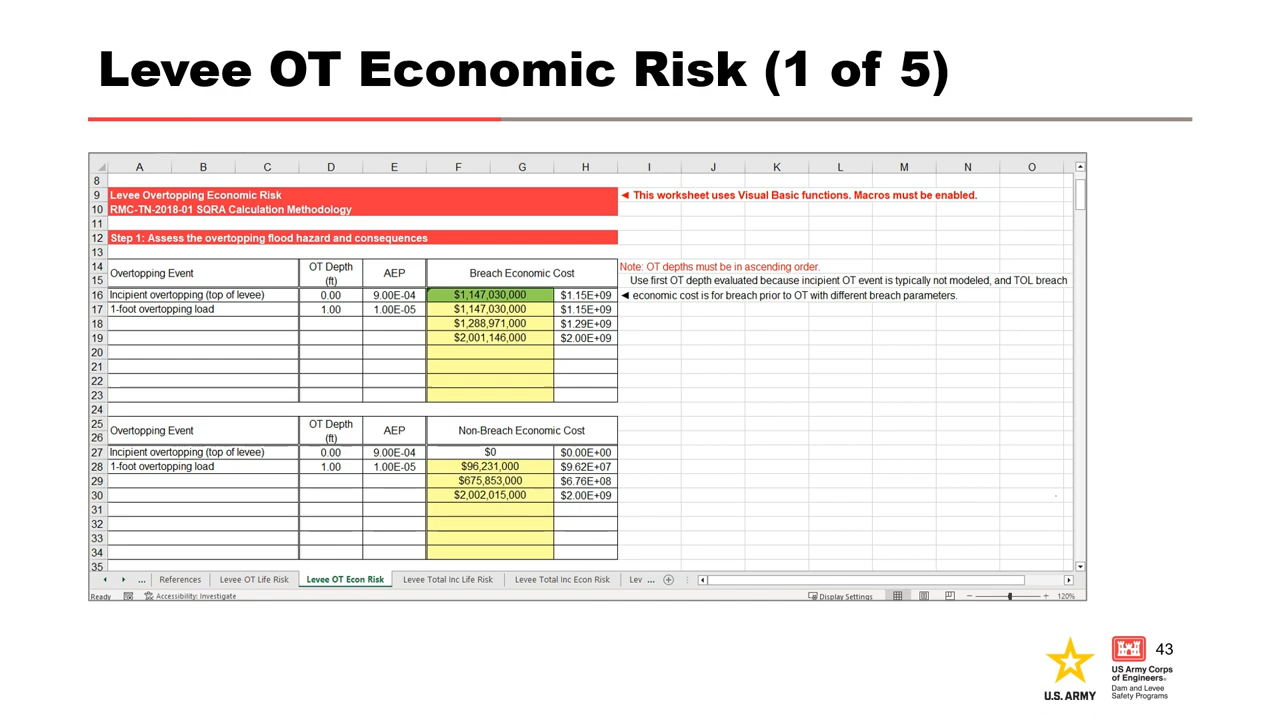 Levee OT Economic Risk (1 of 5)
A B C D E F G H I J K L M N O
8
9 Levee Overtopping Economic Risk ◄ This worksheet uses Visual Basic functions. Macros must be enabled.
10 RMC-TN-2018-01 SQRA Calculation Methodology
11
12 Step 1: Assess the overtopping flood hazard and consequences
13
14 Overtopping Event OT Depth AEP Breach Economic Cost Note: OT depths must be in ascending order.
15 (ft) Use first OT depth evaluated because incipient OT event is typically not modeled, and TOL breach
16 Incipient overtopping (top of levee) 0.00 9.00E-04 $1,147,030,000 $1.15E+09 ◄ economic cost is for breach prior to OT with different breach parameters.
17 1-foot overtopping load 1.00 1.00E-05 $1,147,030,000 $1.15E+09
18 $1,288,971,000 $1.29E+09
19 $2,001,146,000 $2.00E+09
20
21
22
23
24
25 Overtopping Event OT Depth AEP Non-Breach Economic Cost
26 (ft)
27 Incipient overtopping (top of levee) 0.00 9.00E-04 $0 $0.00E+00
28 1-foot overtopping load 1.00 1.00E-05 $96,231,000 $9.62E+07
29 $675,853,000 $6.76E+08
30 $2,002,015,000 $2.00E+09
31
32
33
34
35
... References Levee OT Life Risk Levee OT Econ Risk Levee Total Inc Life Risk Levee Total Inc Econ Risk Lev ...
Ready Accessibility: Investigate Display Settings 120%
43
U.S. ARMY
US Army Corps
of Engineers®
Dam and Levee
Safety Programs